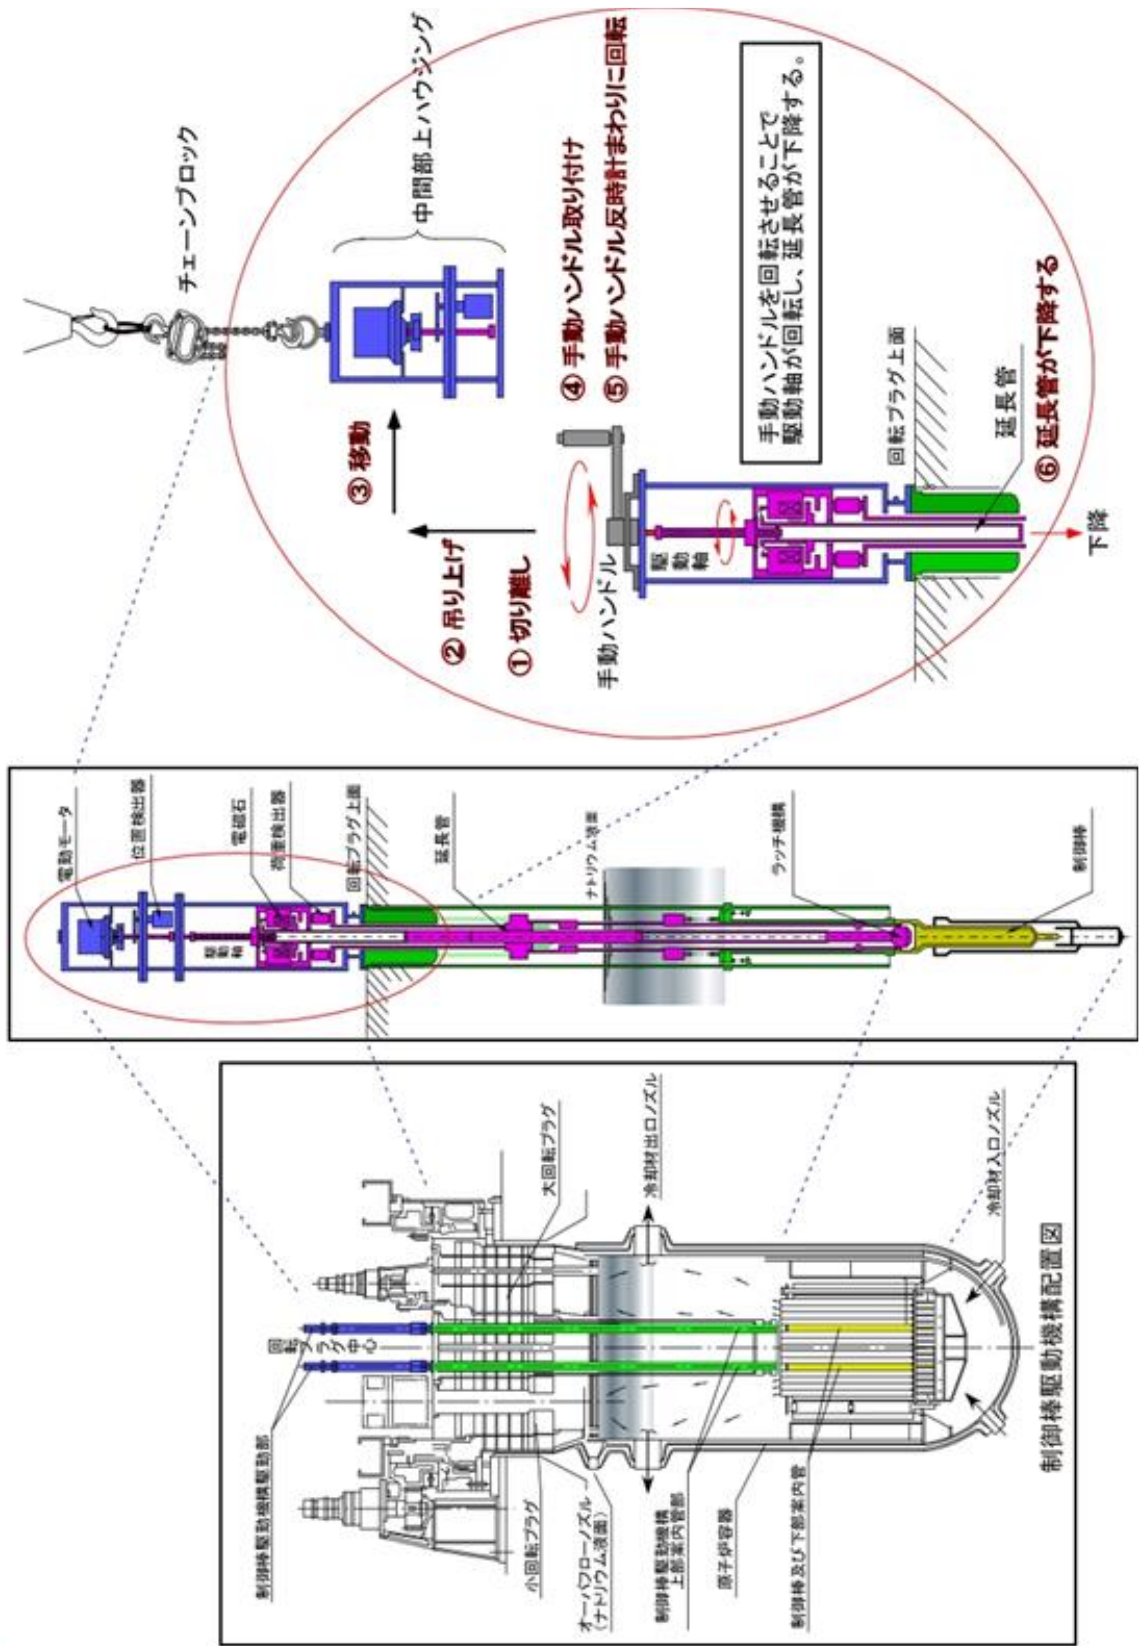 制御棒駆動機構駆動部
回転プラグ中心
小回転プラグ
大回転プラグ
オーバフローノズル
(ナトリウム液面)
冷却材出口ノズル
制御棒駆動機構
上部案内管部
原子炉容器
制御棒及び下部案内管
冷却材入口ノズル
制御棒駆動機構配置図
電動モータ
位置検出器
駆動軸
電磁石
荷重検出器
回転プラグ上面
延長管
ナトリウム液面
ラッチ機構
制御棒
チェーンブロック
中間部上ハウジング
① 切り離し
② 吊り上げ
③ 移動
④ 手動ハンドル取り付け
⑤ 手動ハンドル反時計まわりに回転
手動ハンドル
駆動軸
手動ハンドルを回転させることで
駆動軸が回転し、延長管が下降する。
回転プラグ上面
延長管
⑥ 延長管が下降する
下降